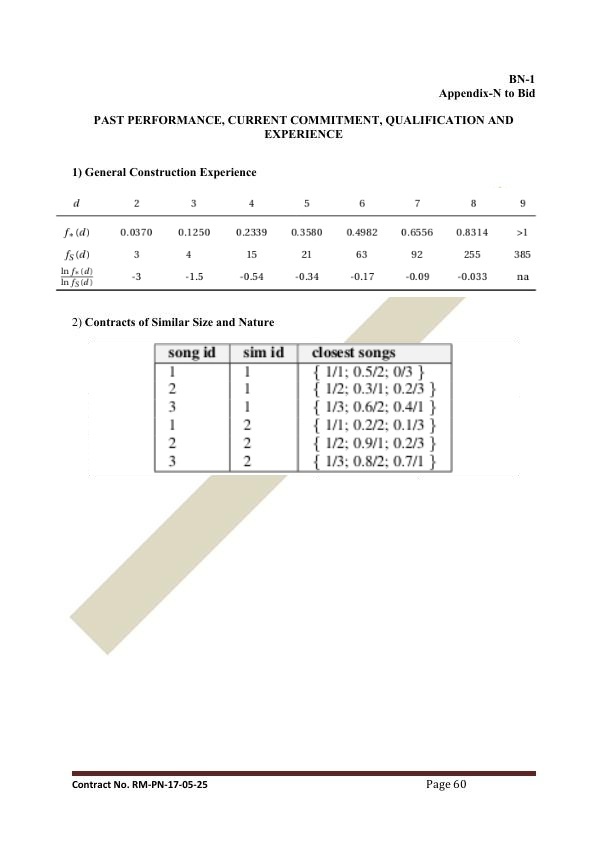 BN-1
Appendix-N to Bid
PAST PERFORMANCE, CURRENT COMMITMENT, QUALIFICATION AND
EXPERIENCE
1) General Construction Experience
d 2 3 4 5 6 7 8 9
f*(d) 0.0370 0.1250 0.2339 0.3580 0.4982 0.6556 0.8314 >1
fS(d) 3 4 15 21 63 92 255 385
ln f*(d) / ln fS(d) -3 -1.5 -0.54 -0.34 -0.17 -0.09 -0.033 na
2) Contracts of Similar Size and Nature
song id sim id closest songs
1 1 { 1/1; 0.5/2; 0/3 }
2 1 { 1/2; 0.3/1; 0.2/3 }
3 1 { 1/3; 0.6/2; 0.4/1 }
1 2 { 1/1; 0.2/2; 0.1/3 }
2 2 { 1/2; 0.9/1; 0.2/3 }
3 2 { 1/3; 0.8/2; 0.7/1 }
Contract No. RM-PN-17-05-25 Page 60